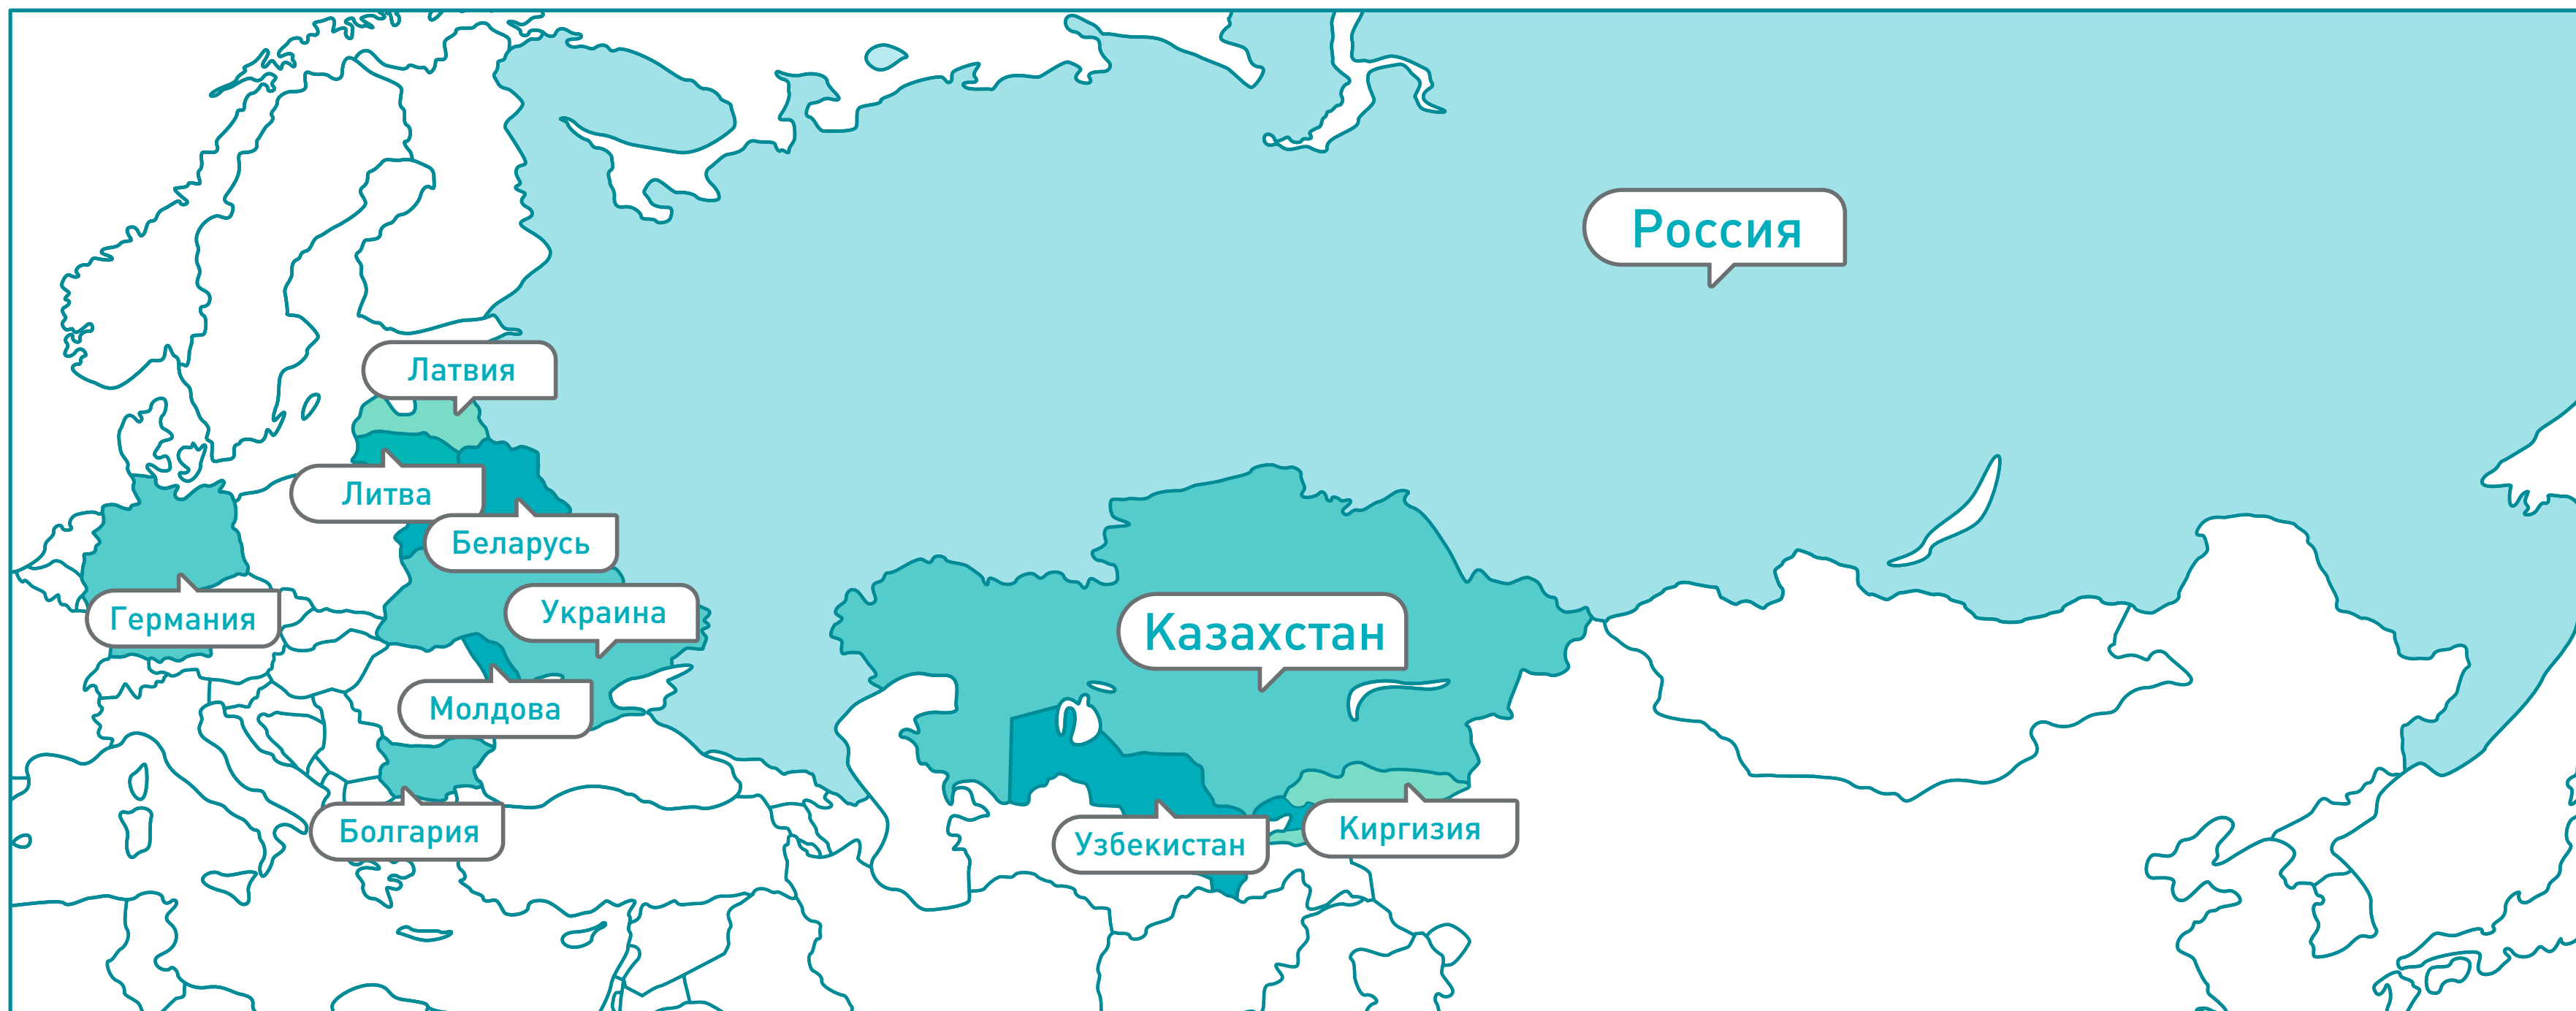 Россия
Латвия
Литва
Беларусь
Германия
Украина
Казахстан
Молдова
Болгария
Узбекистан
Киргизия